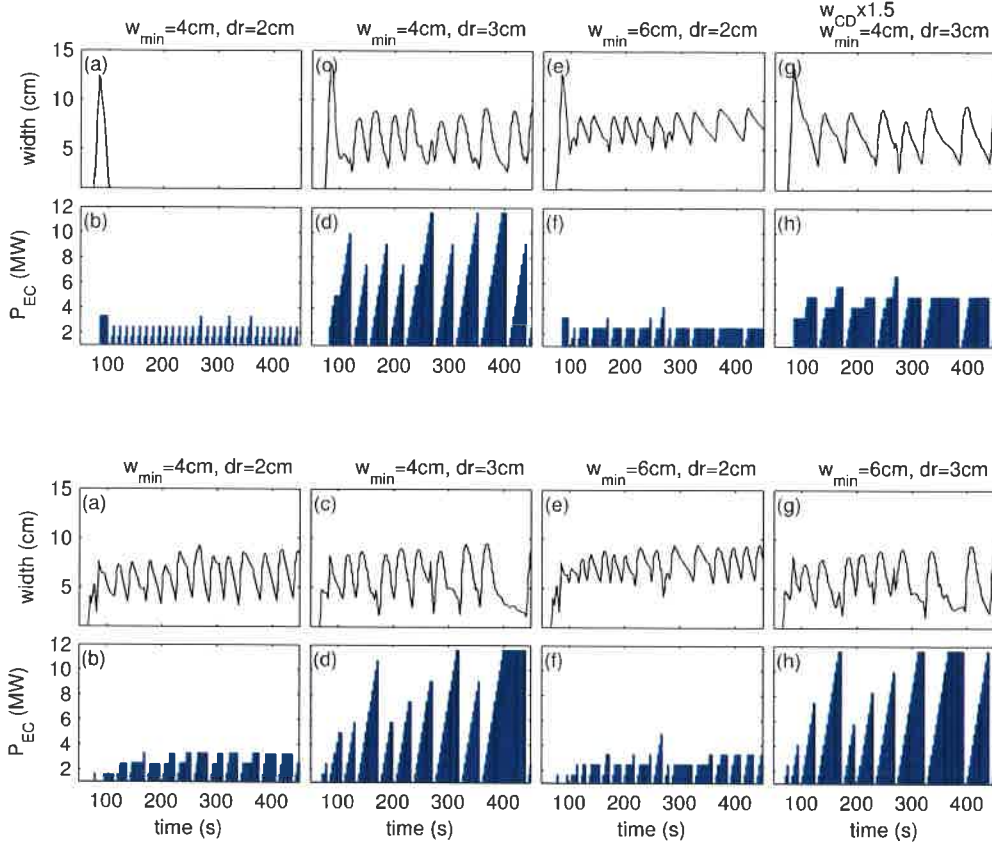 w_CD x1.5
w_min=4cm, dr=2cm w_min=4cm, dr=3cm w_min=6cm, dr=2cm w_min=4cm, dr=3cm
15 (a) (c) (e) (g)
10
width (cm)
5
12 (b) (d) (f) (h)
10
8
P_EC (MW)
6
4
2
100 200 300 400 100 200 300 400 100 200 300 400 100 200 300 400
w_min=4cm, dr=2cm w_min=4cm, dr=3cm w_min=6cm, dr=2cm w_min=6cm, dr=3cm
15 (a) (c) (e) (g)
10
width (cm)
5
12 (b) (d) (f) (h)
10
8
P_EC (MW)
6
4
2
100 200 300 400 100 200 300 400 100 200 300 400 100 200 300 400
time (s) time (s) time (s) time (s)